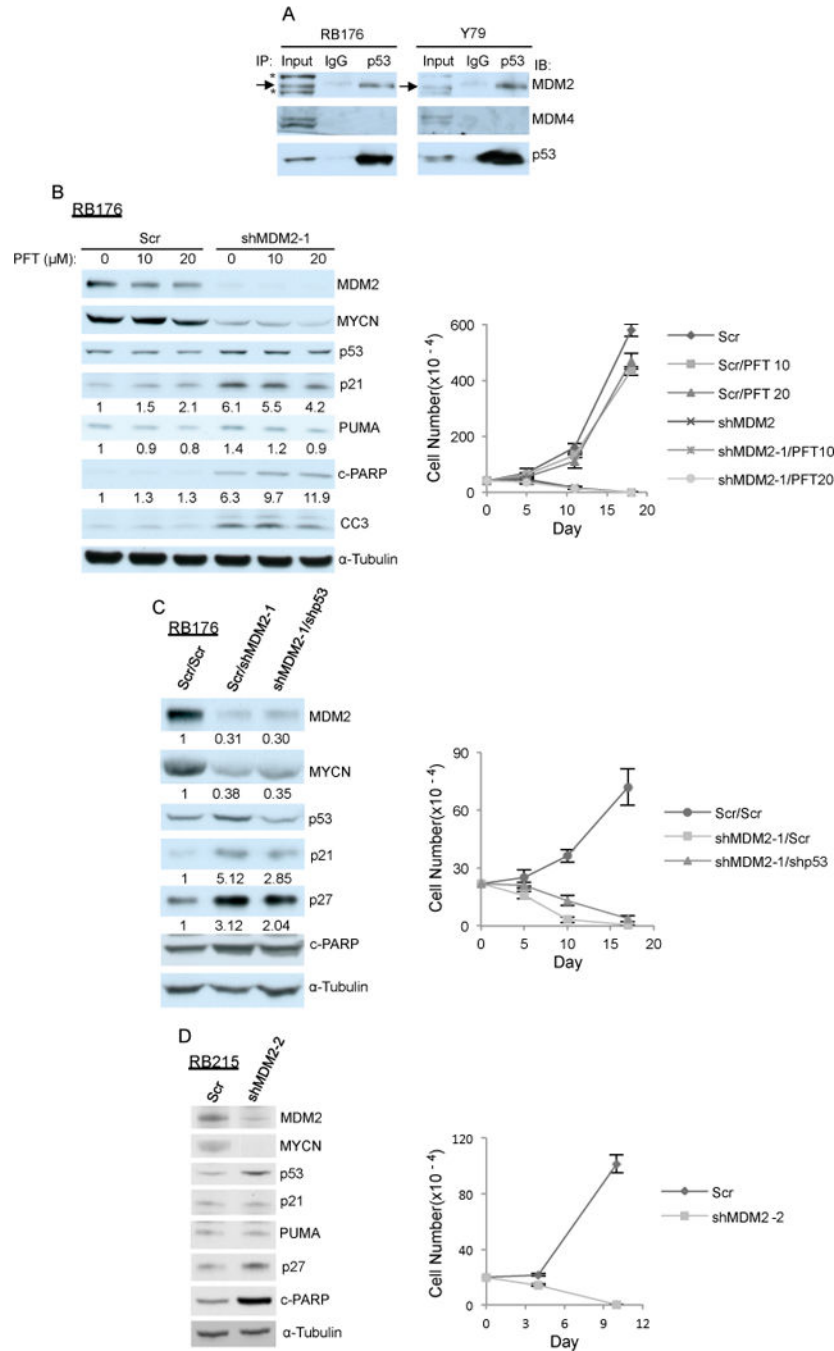 A
RB176 Y79
IP: Input IgG p53 Input IgG p53 IB:
*
*
MDM2
MDM4
p53
B
RB176
Scr shMDM2-1
PFT (μM): 0 10 20 0 10 20
MDM2
MYCN
p53
p21
1 1.5 2.1 6.1 5.5 4.2
PUMA
1 0.9 0.8 1.4 1.2 0.9
c-PARP
1 1.3 1.3 6.3 9.7 11.9
CC3
α-Tubulin
Cell Number(x10 - 4)
600
400
200
0
0 5 10 15 20
Day
Scr
Scr/PFT 10
Scr/PFT 20
shMDM2
shMDM2-1/PFT10
shMDM2-1/PFT20
C
RB176
Scr/Scr
Scr/shMDM2-1
shMDM2-1/shp53
MDM2
1 0.31 0.30
MYCN
1 0.38 0.35
p53
p21
1 5.12 2.85
p27
1 3.12 2.04
c-PARP
α-Tubulin
Cell Number(x10 - 4)
90
60
30
0
0 5 10 15 20
Day
Scr/Scr
shMDM2-1/Scr
shMDM2-1/shp53
D
RB215
Scr
shMDM2-2
MDM2
MYCN
p53
p21
PUMA
p27
c-PARP
α-Tubulin
Cell Number(x10 - 4)
120
80
40
0
0 3 6 9 12
Day
Scr
shMDM2 -2